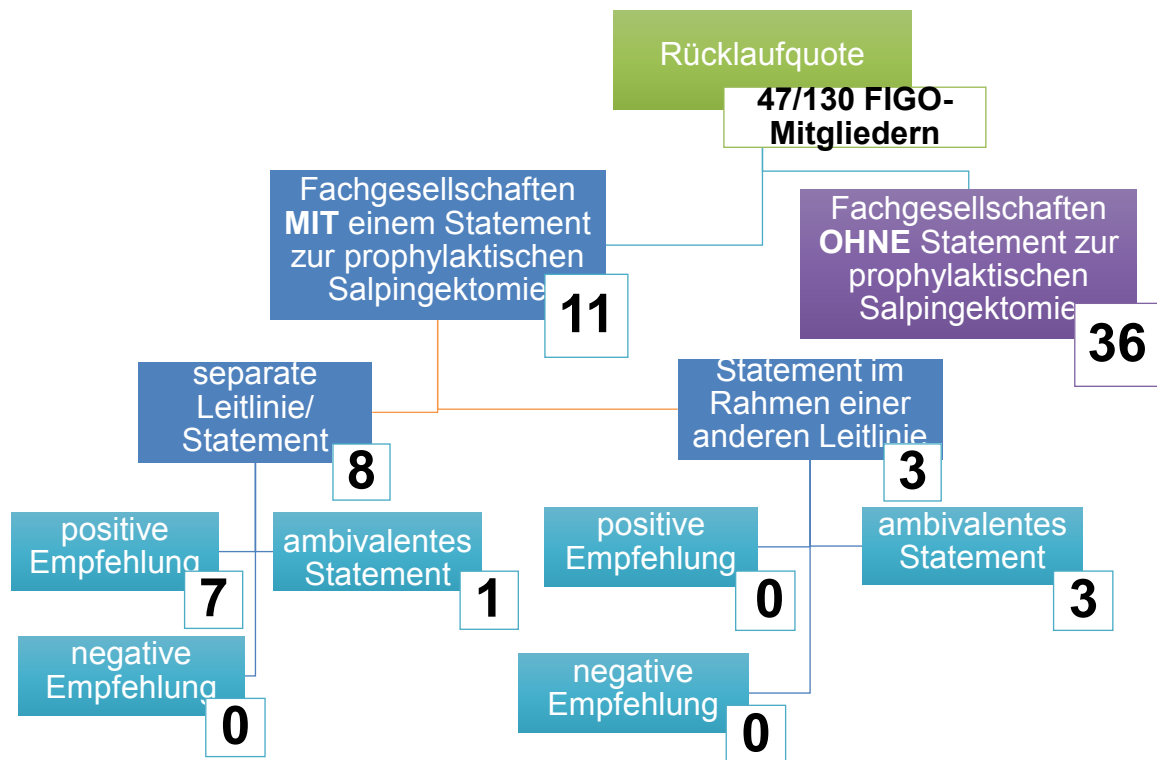 Rücklaufquote
47/130 FIGO-
Mitgliedern
Fachgesellschaften
MIT einem Statement
zur prophylaktischen
Salpingektomie
11
Fachgesellschaften
OHNE Statement zur
prophylaktischen
Salpingektomie
36
separate
Leitlinie/
Statement
8
Statement im
Rahmen einer
anderen Leitlinie
3
positive
Empfehlung
7
ambivalentes
Statement
1
negative
Empfehlung
0
positive
Empfehlung
0
ambivalentes
Statement
3
negative
Empfehlung
0